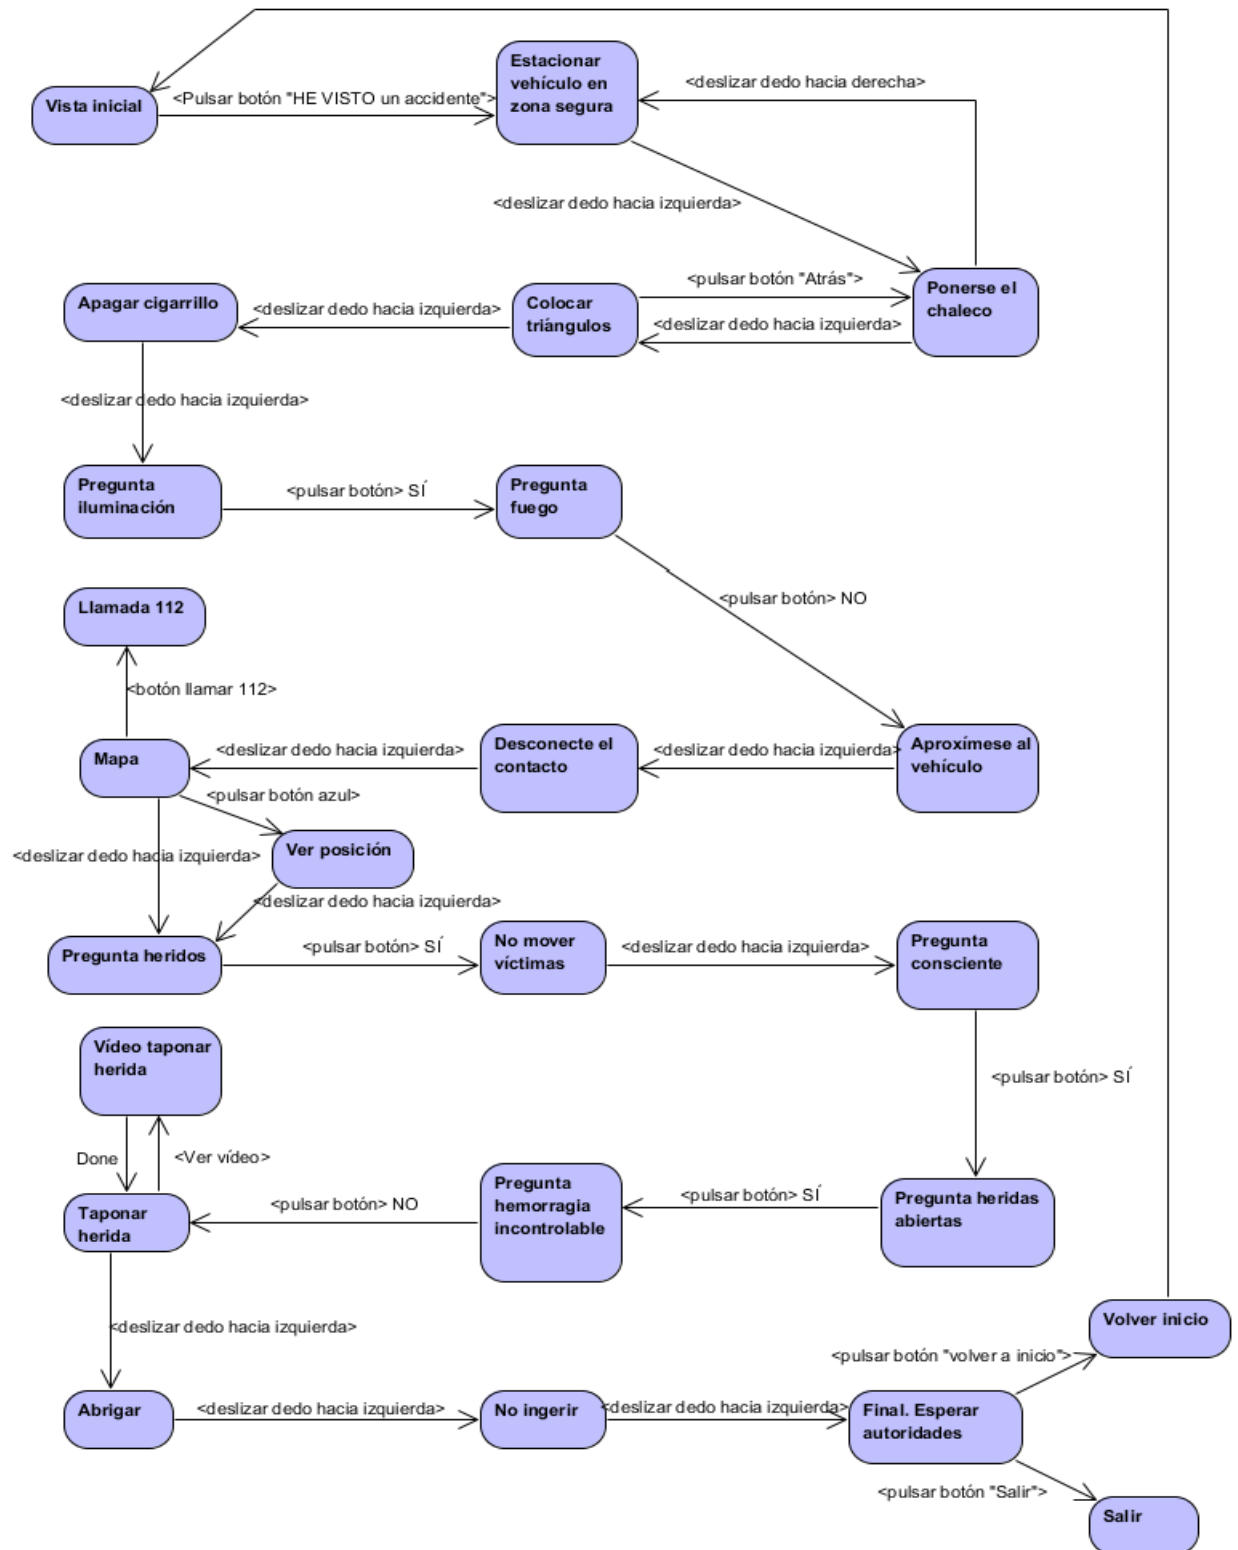 Estacionar
vehículo en
zona segura
<deslizar dedo hacia derecha>
Vista inicial
<Pulsar botón "HE VISTO un accidente">
<deslizar dedo hacia izquierda>
Apagar cigarrillo
<deslizar dedo hacia izquierda>
Colocar
triángulos
<pulsar botón "Atrás">
<deslizar dedo hacia izquierda>
Ponerse el
chaleco
<deslizar dedo hacia izquierda>
Pregunta
iluminación
<pulsar botón> SÍ
Pregunta
fuego
<pulsar botón> NO
Llamada 112
<botón llamar 112>
Mapa
<deslizar dedo hacia izquierda>
Desconecte el
contacto
<deslizar dedo hacia izquierda>
Aproxímese al
vehículo
<pulsar botón azul>
<deslizar dedo hacia izquierda>
Ver posición
<deslizar dedo hacia izquierda>
Pregunta heridos
<pulsar botón> SÍ
No mover
víctimas
<deslizar dedo hacia izquierda>
Pregunta
consciente
Vídeo taponar
herida
<pulsar botón> SÍ
Done
<Ver vídeo>
Taponar
herida
<pulsar botón> NO
Pregunta
hemorragia
incontrolable
<pulsar botón> SÍ
Pregunta heridas
abiertas
<deslizar dedo hacia izquierda>
Volver inicio
<pulsar botón "volver a inicio">
Abrigar
<deslizar dedo hacia izquierda>
No ingerir
<deslizar dedo hacia izquierda>
Final. Esperar
autoridades
<pulsar botón "Salir">
Salir